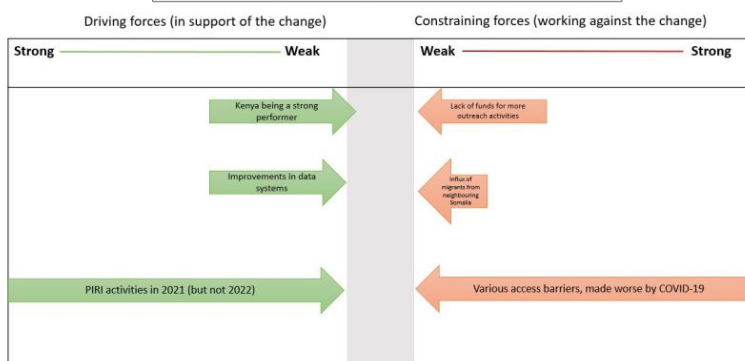 Driving forces (in support of the change)
Constraining forces (working against the change)
Strong
Weak
Weak
Strong
Kenya being a strong
performer
Lack of funds for more
outreach activities
Improvements in data
systems
Influx of
migrants from
neighbouring
Somalia
PIRI activities in 2021 (but not 2022)
Various access barriers, made worse by COVID-19